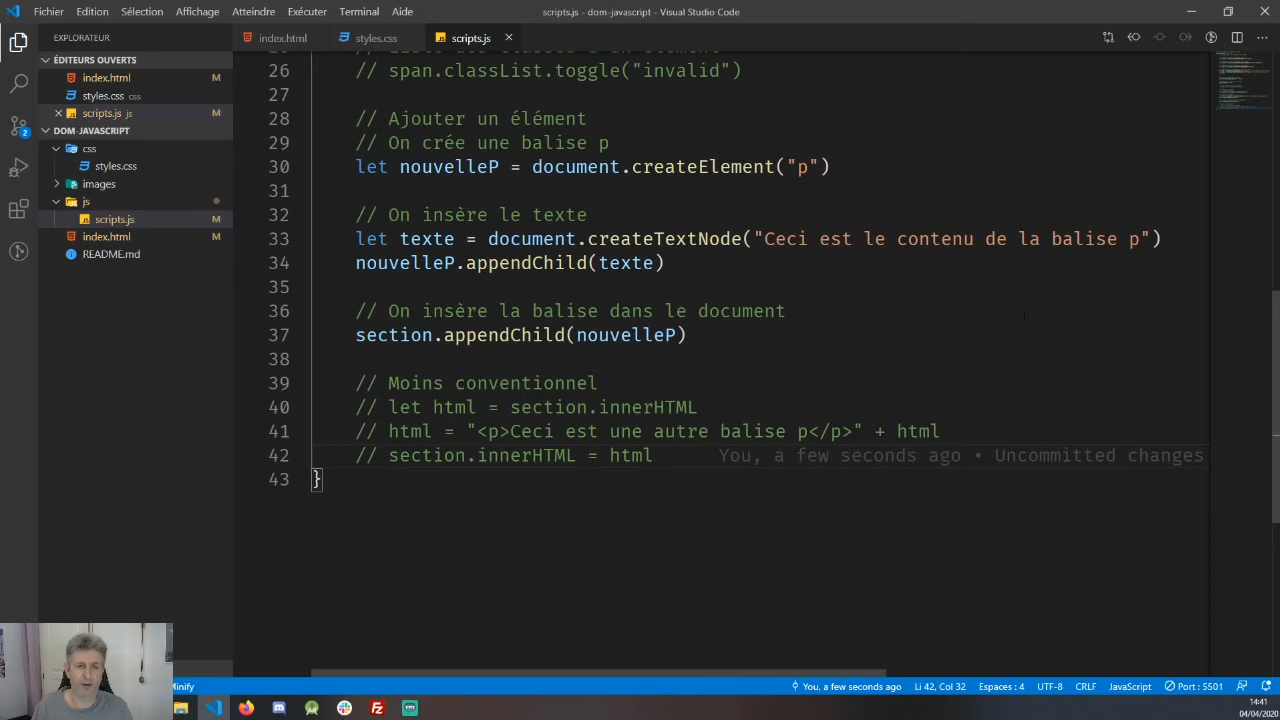 Fichier Edition Sélection Affichage Atteindre Exécuter Terminal Aide scripts.js - dom-javascript - Visual Studio Code
EXPLORATEUR
index.html
styles.css
scripts.js
ÉDITEURS OUVERTS
index.html M
styles.css css
scripts.js js M
DOM-JAVASCRIPT
css
styles.css
images
js
scripts.js M
index.html M
README.md
26 // span.classList.toggle("invalid")
27
28 // Ajouter un élément
29 // On crée une balise p
30 let nouvelleP = document.createElement("p")
31
32 // On insère le texte
33 let texte = document.createTextNode("Ceci est le contenu de la balise p")
34 nouvelleP.appendChild(texte)
35
36 // On insère la balise dans le document
37 section.appendChild(nouvelleP)
38
39 // Moins conventionnel
40 // let html = section.innerHTML
41 // html = "<p>Ceci est une autre balise p</p>" + html
42 // section.innerHTML = html You, a few seconds ago • Uncommitted changes
43 }
2
Minify You, a few seconds ago Li 42, Col 32 Espaces : 4 UTF-8 CRLF JavaScript Port : 5501
14:41
04/04/2020